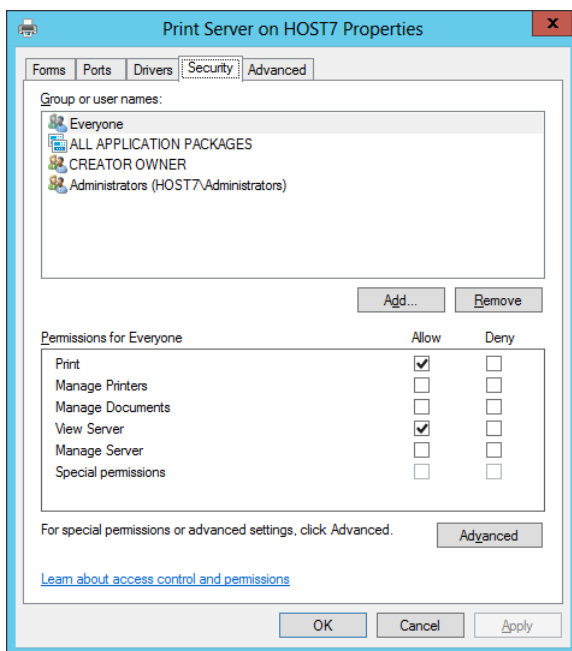 Print Server on HOST7 Properties
x
Forms Ports Drivers Security Advanced
Group or user names:
Everyone
ALL APPLICATION PACKAGES
CREATOR OWNER
Administrators (HOST7\Administrators)
Add... Remove
Permissions for Everyone Allow Deny
Print
Manage Printers
Manage Documents
View Server
Manage Server
Special permissions
For special permissions or advanced settings, click Advanced. Advanced
Learn about access control and permissions
OK Cancel Apply